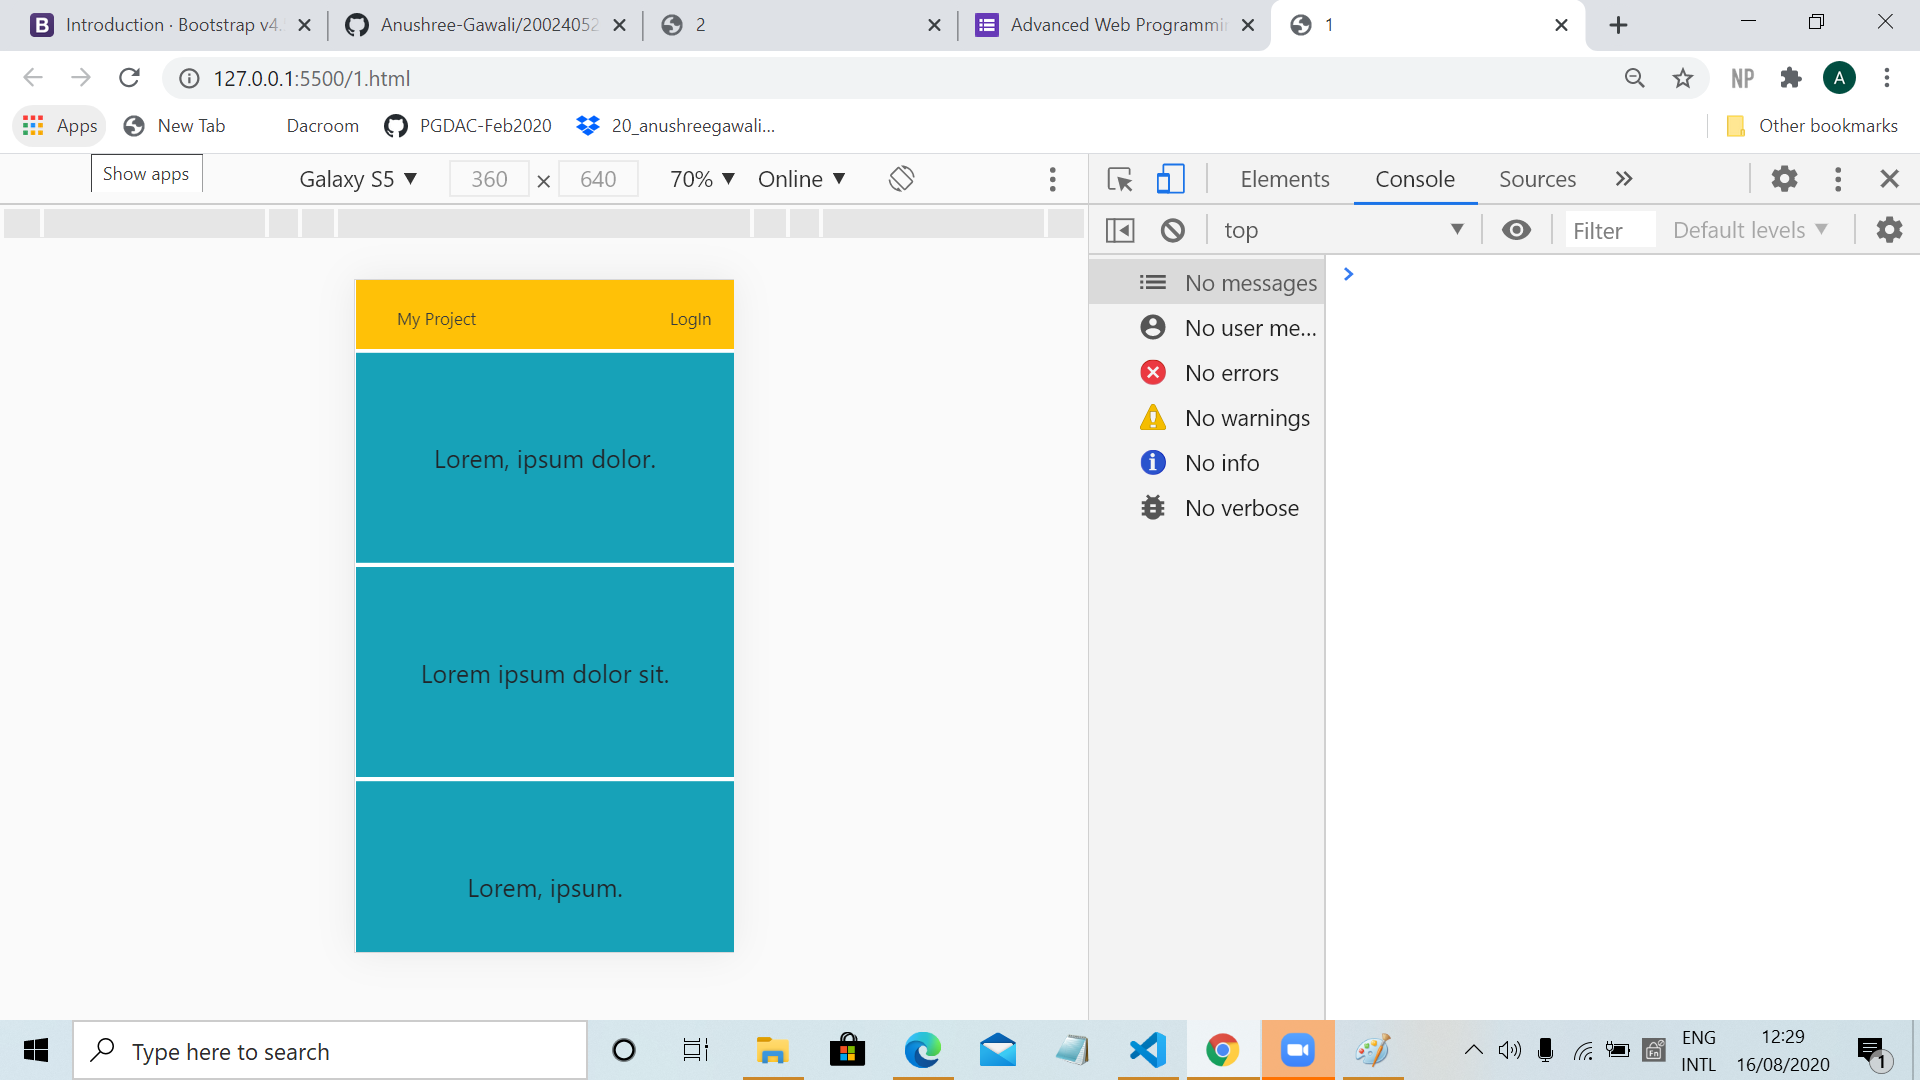 Introduction · Bootstrap v4.5
Anushree-Gawali/20024052
2
Advanced Web Programmi
1
127.0.0.1:5500/1.html
NP
A
Apps
New Tab
Dacroom
PGDAC-Feb2020
20_anushreegawali...
Other bookmarks
Show apps
Galaxy S5 ▼
360 × 640
70% ▼
Online ▼
Elements
Console
Sources
»
top
Filter
Default levels ▼
No messages
No user me...
No errors
No warnings
No info
No verbose
My Project
LogIn
Lorem, ipsum dolor.
Lorem ipsum dolor sit.
Lorem, ipsum.
Type here to search
ENG
INTL
12:29
16/08/2020
1